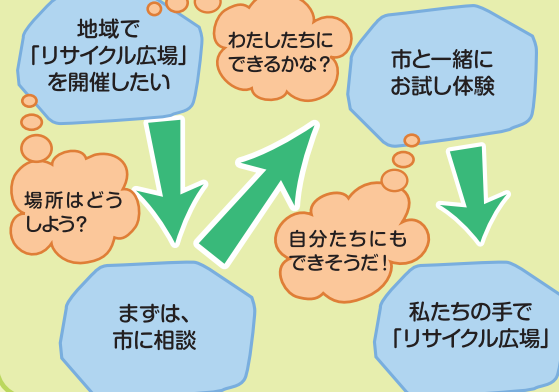 地域で
「リサイクル広場」
を開催したい
わたしたちに
できるかな?
場所はどう
しよう?
まずは、
市に相談
市と一緒に
お試し体験
自分たちにも
できそうだ!
私たちの手で
「リサイクル広場」